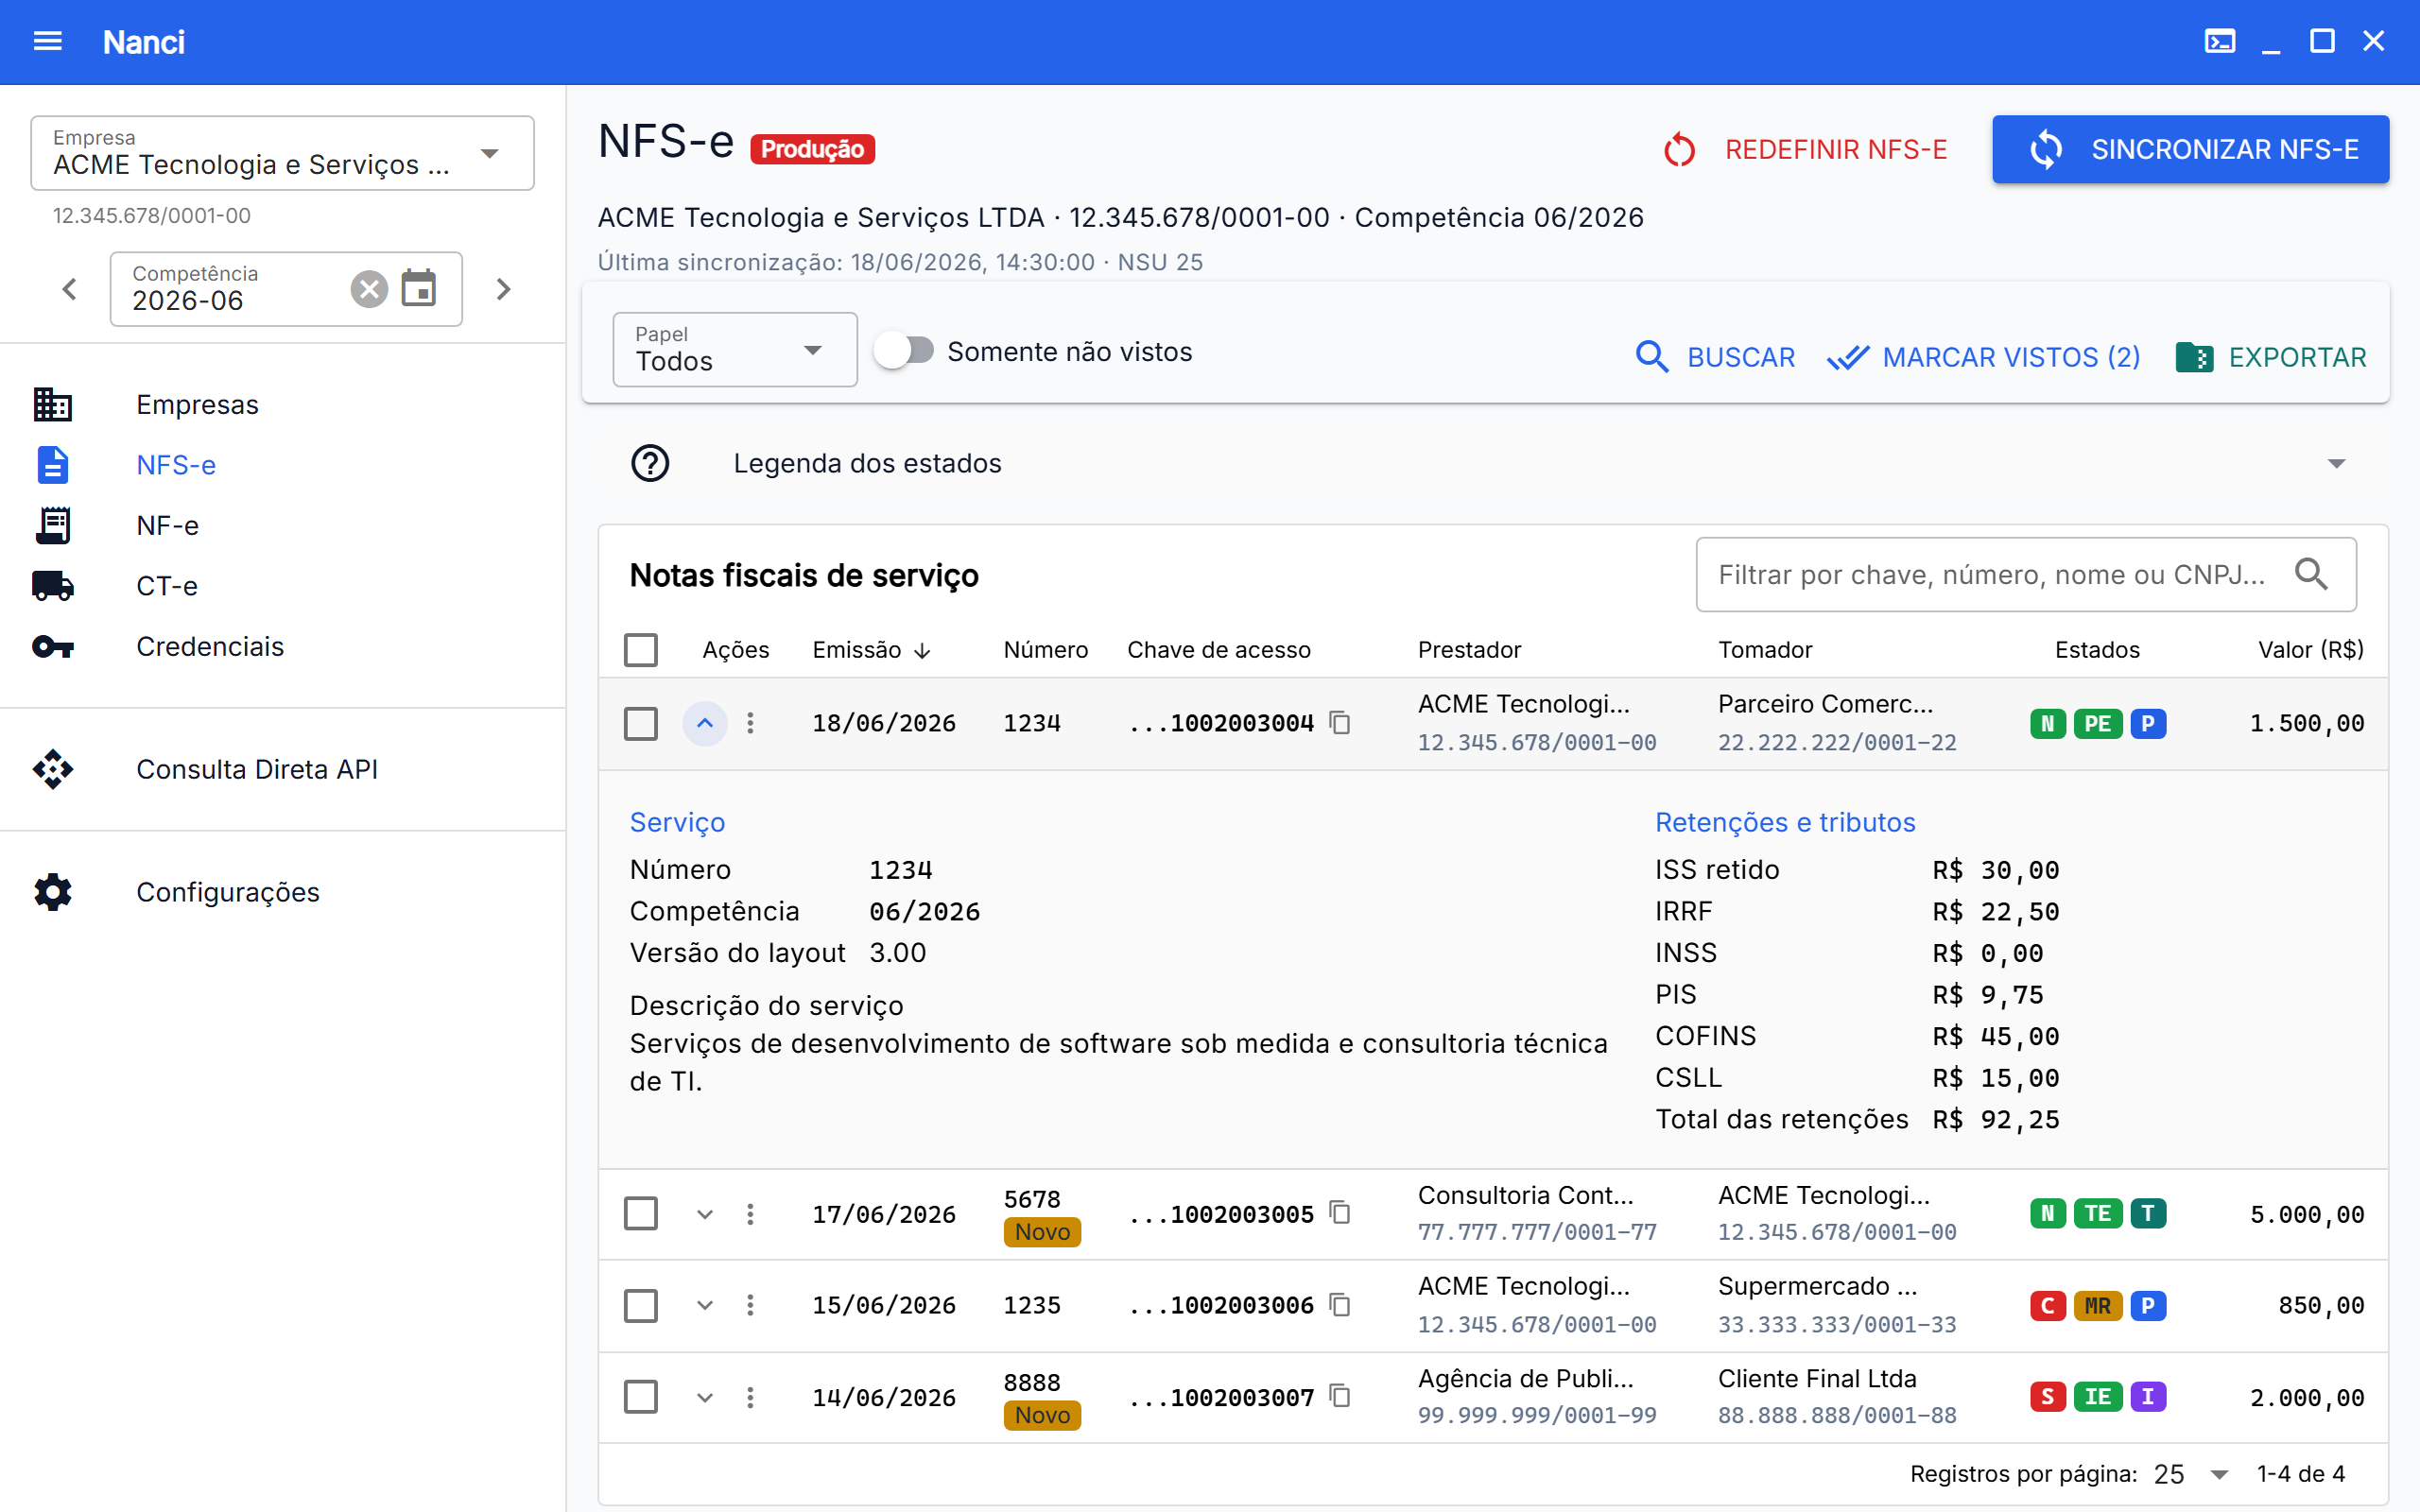 Nanci
Empresa
ACME Tecnologia e Serviços ...
12.345.678/0001-00
Competência
2026-06
Empresas
NFS-e
NF-e
CT-e
Credenciais
Consulta Direta API
Configurações
NFS-e Produção
REDEFINIR NFS-E
SINCRONIZAR NFS-E
ACME Tecnologia e Serviços LTDA · 12.345.678/0001-00 · Competência 06/2026
Última sincronização: 18/06/2026, 14:30:00 · NSU 25
Papel
Todos
Somente não vistos
BUSCAR
MARCAR VISTOS (2)
EXPORTAR
Legenda dos estados
Notas fiscais de serviço
Filtrar por chave, número, nome ou CNPJ...
Ações Emissão Número Chave de acesso Prestador Tomador Estados Valor (R$)
18/06/2026 1234 ...1002003004 ACME Tecnologi... Parceiro Comerc... N PE P 1.500,00
12.345.678/0001-00 22.222.222/0001-22
Serviço
Número 1234
Competência 06/2026
Versão do layout 3.00
Descrição do serviço
Serviços de desenvolvimento de software sob medida e consultoria técnica
de TI.
Retenções e tributos
ISS retido R$ 30,00
IRRF R$ 22,50
INSS R$ 0,00
PIS R$ 9,75
COFINS R$ 45,00
CSLL R$ 15,00
Total das retenções R$ 92,25
17/06/2026 5678 ...1002003005 Consultoria Cont... ACME Tecnologi... N TE T 5.000,00
Novo 77.777.777/0001-77 12.345.678/0001-00
15/06/2026 1235 ...1002003006 ACME Tecnologi... Supermercado ... C MR P 850,00
12.345.678/0001-00 33.333.333/0001-33
14/06/2026 8888 ...1002003007 Agência de Publi... Cliente Final Ltda S IE I 2.000,00
Novo 99.999.999/0001-99 88.888.888/0001-88
Registros por página: 25 1-4 de 4